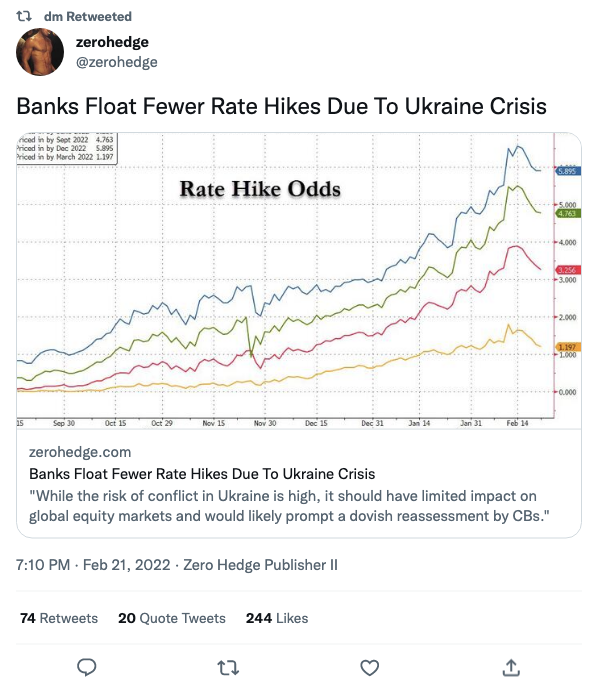 dm Retweeted
zerohedge
@zerohedge
Banks Float Fewer Rate Hikes Due To Ukraine Crisis
riced in by Sept 2022 4.763
Priced in by Dec 2022 5.895
Priced in by March 2022 1.197
Rate Hike Odds
5.895
5.000
4.763
4.000
3.256
3.000
2.000
1.197
1.000
0.000
15 Sep 30 Oct 15 Oct 29 Nov 15 Nov 30 Dec 15 Dec 31 Jan 14 Jan 31 Feb 14
zerohedge.com
Banks Float Fewer Rate Hikes Due To Ukraine Crisis
"While the risk of conflict in Ukraine is high, it should have limited impact on
global equity markets and would likely prompt a dovish reassessment by CBs."
7:10 PM · Feb 21, 2022 · Zero Hedge Publisher II
74 Retweets 20 Quote Tweets 244 Likes